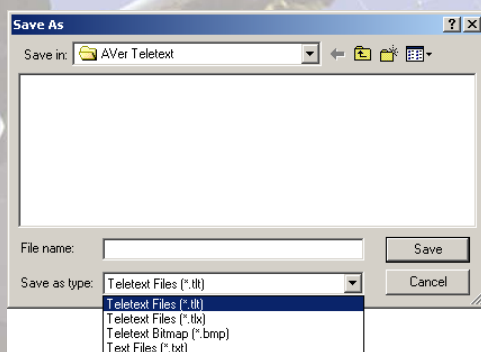 Save As
Save in: AVer Teletext
File name:
Save
Save as type: Teletext Files (*.tlt)
Cancel
Teletext Files (*.tlt)
Teletext Files (*.tlx)
Teletext Bitmap (*.bmp)
Text Files (*.txt)